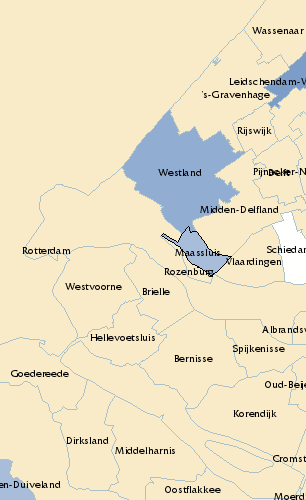 Wassenaar
Leidschendam-V
's-Gravenhage
Rijswijk
Westland
Pijnacker-N
Delft
Midden-Delfland
Rotterdam
Maassluis
Schiedam
Vlaardingen
Rozenburg
Westvoorne
Brielle
Hellevoetsluis
Albrandsw
Spijkenisse
Bernisse
Goedereede
Oud-Beije
Korendijk
Dirksland
Middelharnis
Cromst
en-Duiveland
Oostflakkee
Moerd